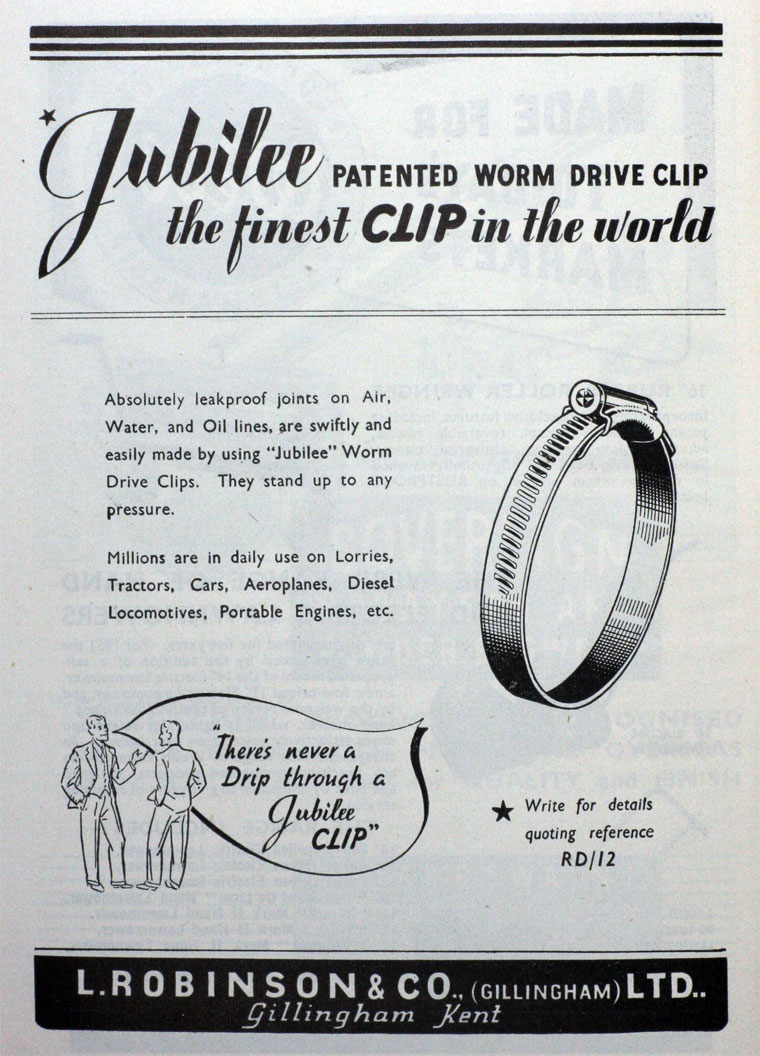 Jubilee PATENTED WORM DRIVE CLIP
the finest CLIP in the world
Absolutely leakproof joints on Air,
Water, and Oil lines, are swiftly and
easily made by using "Jubilee" Worm
Drive Clips. They stand up to any
pressure.
Millions are in daily use on Lorries,
Tractors, Cars, Aeroplanes, Diesel
Locomotives, Portable Engines, etc.
"There's never a
Drip through a
Jubilee
CLIP"
★ Write for details
quoting reference
RD/12
L. ROBINSON & CO., (GILLINGHAM) LTD..
Gillingham Kent